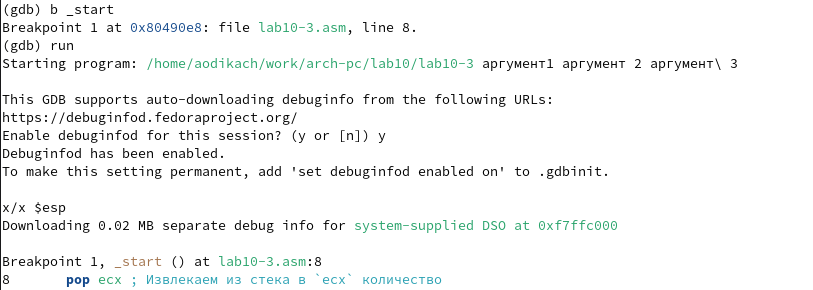 (gdb) b _start
Breakpoint 1 at 0x80490e8: file lab10-3.asm, line 8.
(gdb) run
Starting program: /home/aodikach/work/arch-pc/lab10/lab10-3 аргумент1 аргумент 2 аргумент\ 3
This GDB supports auto-downloading debuginfo from the following URLs:
https://debuginfod.fedoraproject.org/
Enable debuginfod for this session? (y or [n]) y
Debuginfod has been enabled.
To make this setting permanent, add 'set debuginfod enabled on' to .gdbinit.
x/x $esp
Downloading 0.02 MB separate debug info for system-supplied DSO at 0xf7ffc000
Breakpoint 1, _start () at lab10-3.asm:8
8       pop ecx ; Извлекаем из стека в `ecx` количество